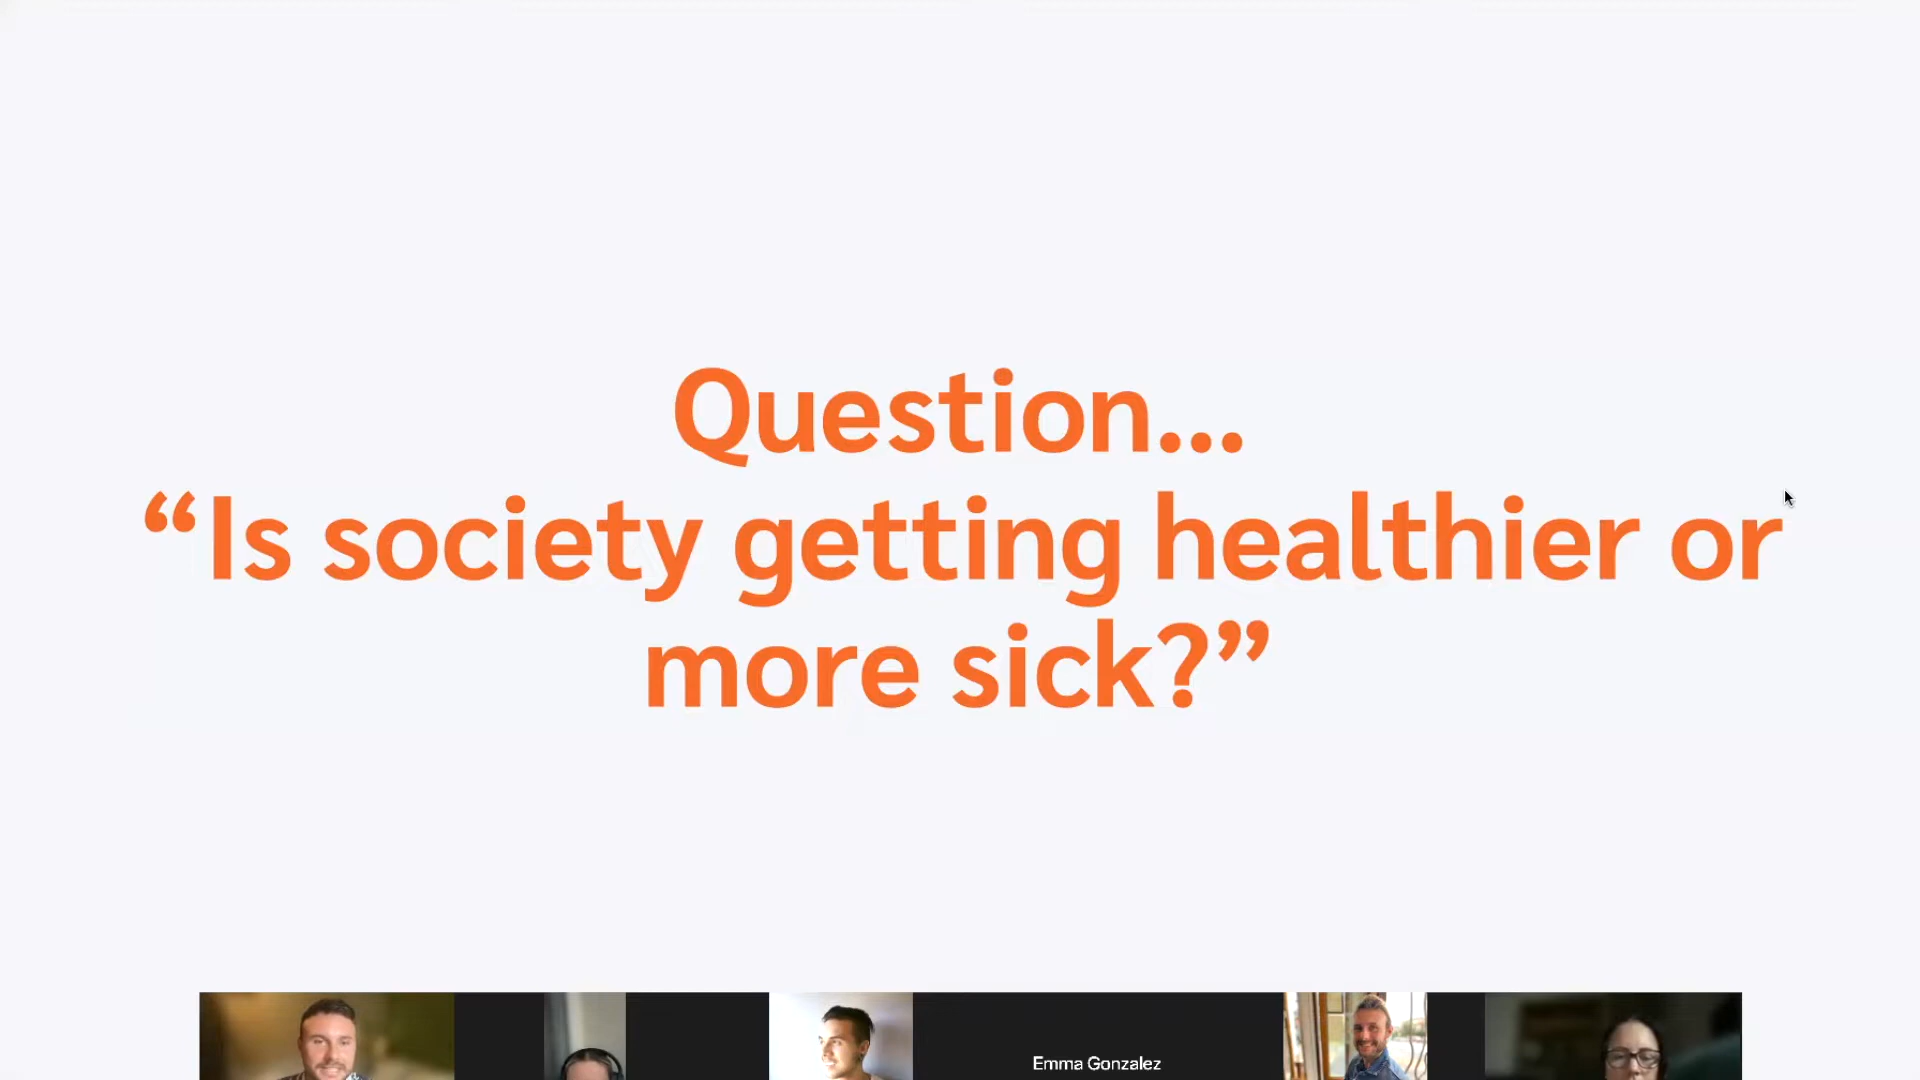 Question...
“Is society getting healthier or
more sick?”
Emma Gonzalez